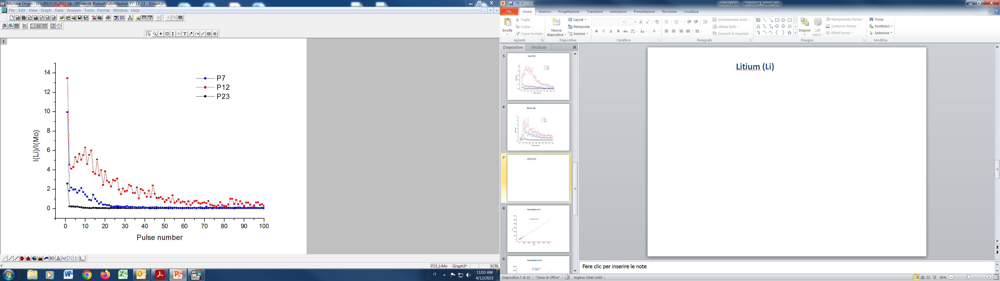 Microcal Origin - D:\LIBS\FUS\2022 lab LIBS\aprile 8\results\distribution P7-12-23 - [Graph3]
File Edit View Graph Data Analysis Tools Format Window Help
1
P7
P12
P23
14
12
10
8
6
4
2
0
I(Li)/I(Mo)
0 10 20 30 40 50 60 70 80 90 100
Pulse number
Y
P23_LiMo Graph3* SCRL
IT
11:03 AM
4/12/2022
results.pptx - Microsoft PowerPoint
File Home Inserisci Progettazione Transizioni Animazioni Presentazione Revisione Visualizza
Incolla
Taglia
Copia
Copia formato
Appunti
Nuova diapositiva
Layout
Reimposta
Sezione
Diapositive
G C S S abc AV Aa A
Carattere
Orientamento testo
Allinea testo
Converti in SmartArt
Paragrafo
Disponi
Stili veloci
Riempimento forma
Contorno forma
Effetti forma
Disegno
Trova
Sostituisci
Seleziona
Modifica
Diapositive Struttura
5
Iron (Fe)
Pulse number
6
Boron (B)
Pulse number
7
Litium (Li)
8
Correlation Li-K
9
Correlation Cr-Fe
Litium (Li)
Fare clic per inserire le note
Diapositiva 7 di 10 "Tema di Office" Inglese (Stati Uniti) 89%